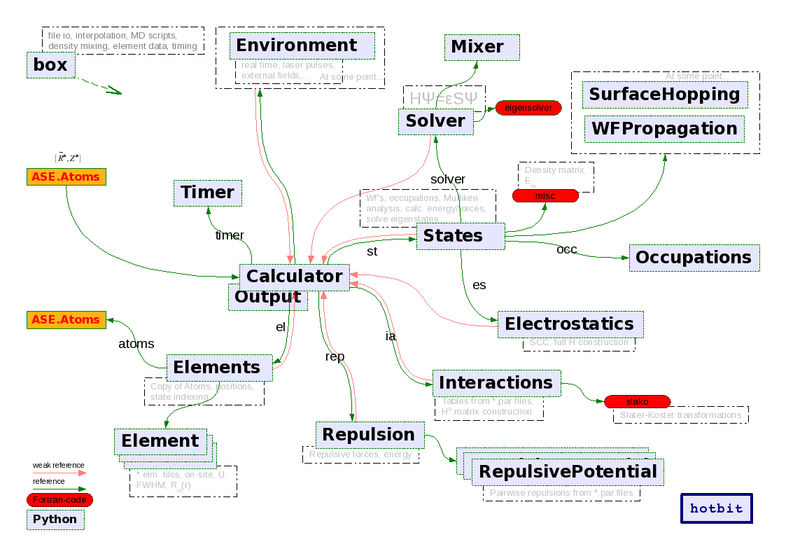 file io, interpolation, MD scripts,
density mixing, element data, timing
box
Environment
real time, laser pulses,
external fields,...
At some point...
Mixer
HΨ=εSΨ
Solver
eigensolver
At some point...
SurfaceHopping
WFPropagation
ASE.Atoms
Timer
timer
solver
Wf's, occupations, Mulliken
analysis, calc. energy/forces,
solve eigenstates
Density matrix,
misc
States
st
occ
Occupations
Calculator
Output
es
el
ASE.Atoms
atoms
rep
ia
Electrostatics
SCC, full H construction
Elements
Copy of Atoms, positions,
state indexing
Interactions
Tables from *.par files,
H⁰ matrix construction
slako
Slater-Koster transformations
Element
*.elm files; on-site, U,
FWHM, R (r)
Repulsion
Repulsive forces, energy
RepulsivePotential
Pairwise repulsions from *.par files
weak reference
reference
Fortran-code
Python
hotbit